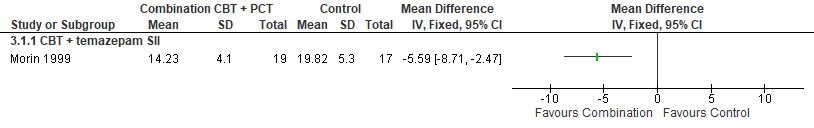 Combination CBT + PCT Control Mean Difference Mean Difference
Study or Subgroup Mean SD Total Mean SD Total IV, Fixed, 95% CI IV, Fixed, 95% CI
3.1.1 CBT + temazepam SII
Morin 1999 14.23 4.1 19 19.82 5.3 17 -5.59 [-8.71, -2.47]
-10 -5 0 5 10
Favours Combination Favours Control